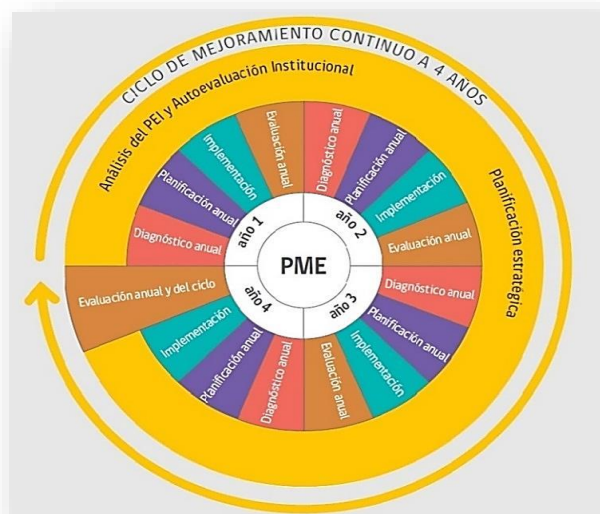 CICLO DE MEJORAMIENTO CONTINUO A 4 AÑOS
Análisis del PEI y Autoevaluación Institucional
Planificación estratégica
PME
año 1
Diagnóstico anual
Planificación anual
Implementación
Evaluación anual
año 2
Diagnóstico anual
Planificación anual
Implementación
Evaluación anual
año 3
Diagnóstico anual
Planificación anual
Implementación
Evaluación anual
año 4
Diagnóstico anual
Planificación anual
Implementación
Evaluación anual y del ciclo